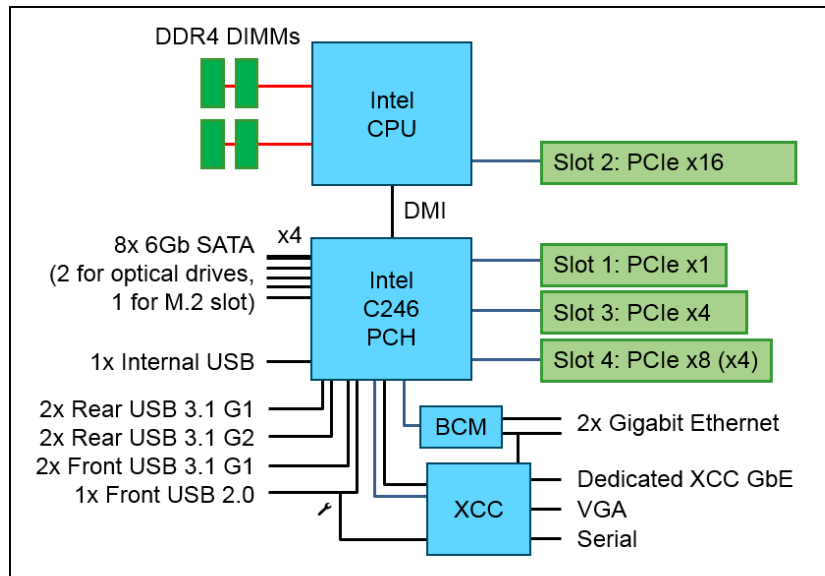 DDR4 DIMMs
Intel
CPU
Slot 2: PCIe x16
DMI
8x 6Gb SATA
x4
(2 for optical drives,
1 for M.2 slot)
Intel
C246
PCH
Slot 1: PCIe x1
Slot 3: PCIe x4
Slot 4: PCIe x8 (x4)
1x Internal USB
2x Rear USB 3.1 G1
2x Rear USB 3.1 G2
2x Front USB 3.1 G1
1x Front USB 2.0
BCM
2x Gigabit Ethernet
XCC
Dedicated XCC GbE
VGA
Serial